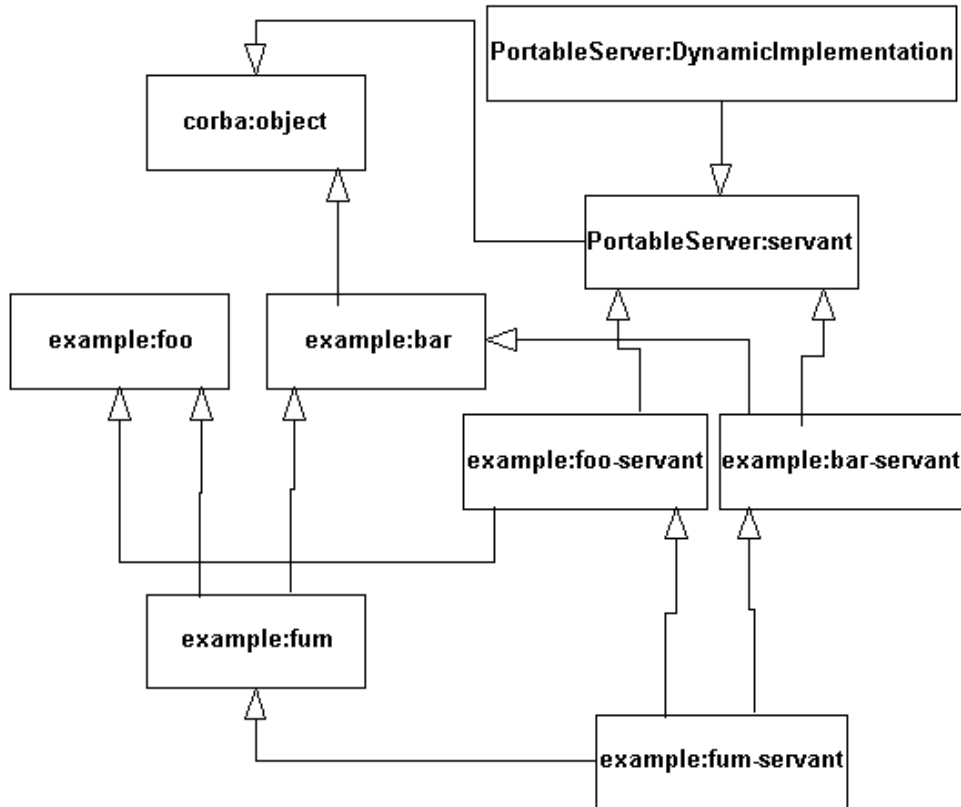 PortableServer:DynamicImplementation
corba:object
PortableServer:servant
example:foo
example:bar
example:foo-servant
example:bar-servant
example:fum
example:fum-servant